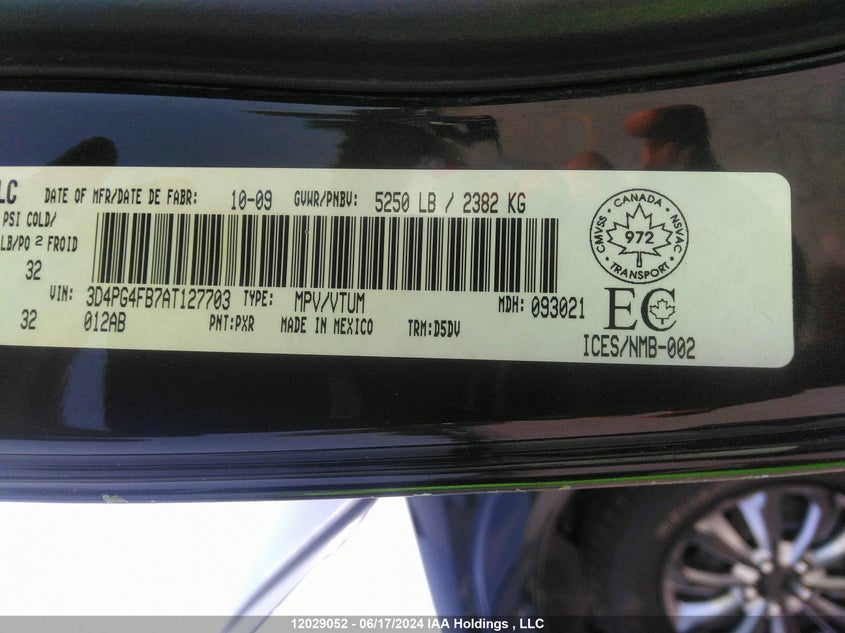 LC DATE OF MFR/DATE DE FABR: 10-09 GVWR/PNBV: 5250 LB / 2382 KG
PSI COLD/
LB/PO 2 FROID
32
VIN: 3D4PG4FB7AT127703 TYPE: MPV/VTUM MDH: 093021
32 012AB PNT:PXR MADE IN MEXICO TRM:D5DV
CANADA
CMVSS 972 NSVAC
TRANSPORT
EC
ICES/NMB-002
12029052 - 06/17/2024 IAA Holdings , LLC